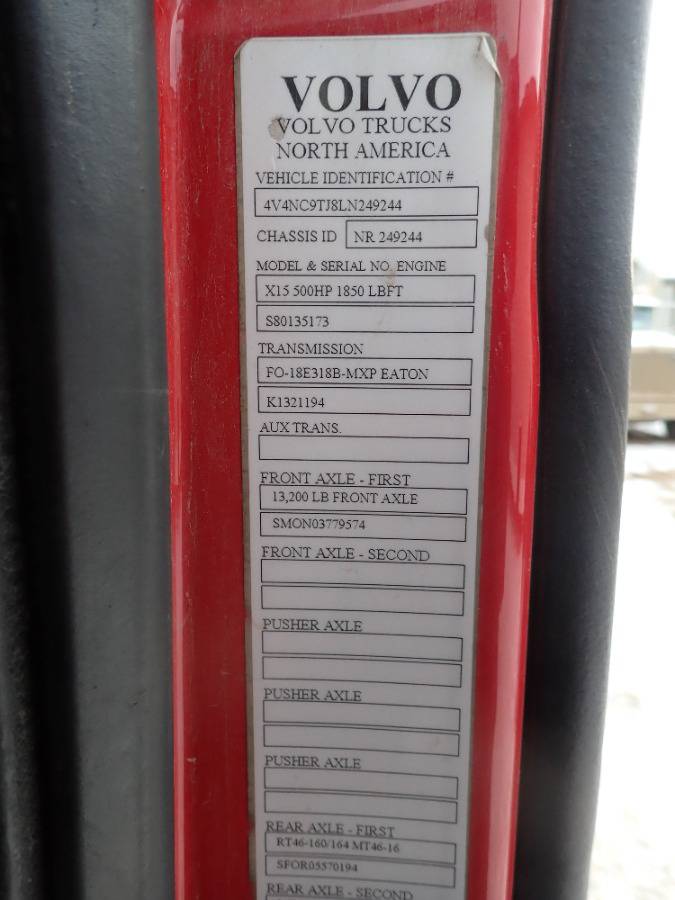 VOLVO
VOLVO TRUCKS
NORTH AMERICA
VEHICLE IDENTIFICATION #
4V4NC9TJ8LN249244
CHASSIS ID NR 249244
MODEL & SERIAL NO. ENGINE
X15 500HP 1850 LBFT
S80135173
TRANSMISSION
FO-18E318B-MXP EATON
K1321194
AUX TRANS.
FRONT AXLE - FIRST
13,200 LB FRONT AXLE
SMON03779574
FRONT AXLE - SECOND
PUSHER AXLE
PUSHER AXLE
PUSHER AXLE
REAR AXLE - FIRST
RT46-160/164 MT46-16
SFOR05570194
REAR AXLE - SECOND